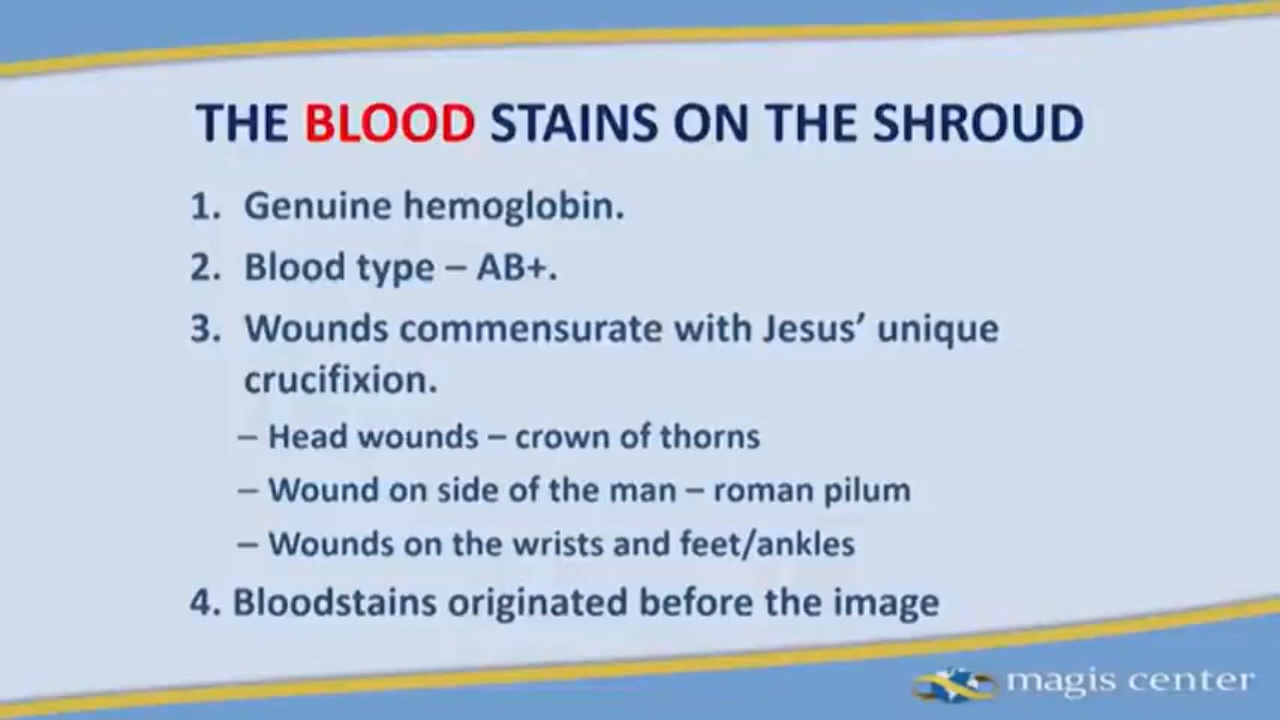 THE BLOOD STAINS ON THE SHROUD
1. Genuine hemoglobin.
2. Blood type – AB+.
3. Wounds commensurate with Jesus’ unique
crucifixion.
– Head wounds – crown of thorns
– Wound on side of the man – roman pilum
– Wounds on the wrists and feet/ankles
4. Bloodstains originated before the image
magis center